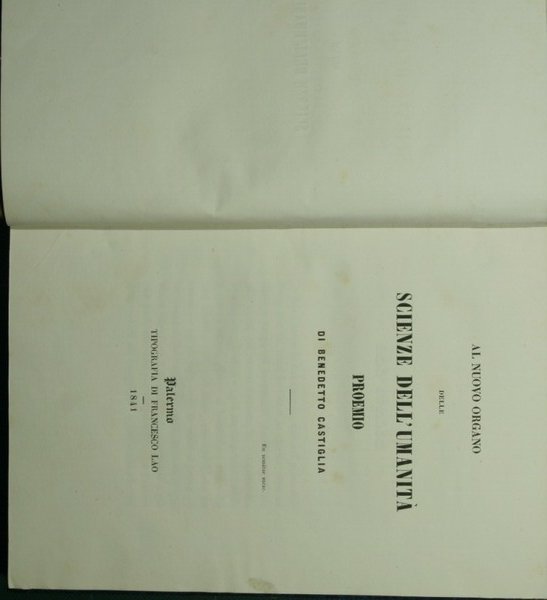 AL NUOVO ORGANO
DELLE
SCIENZE DELL'UMANITÀ
PROEMIO
DI BENEDETTO CASTIGLIA
Palermo
TIPOGRAFIA DI FRANCESCO LAO
1841